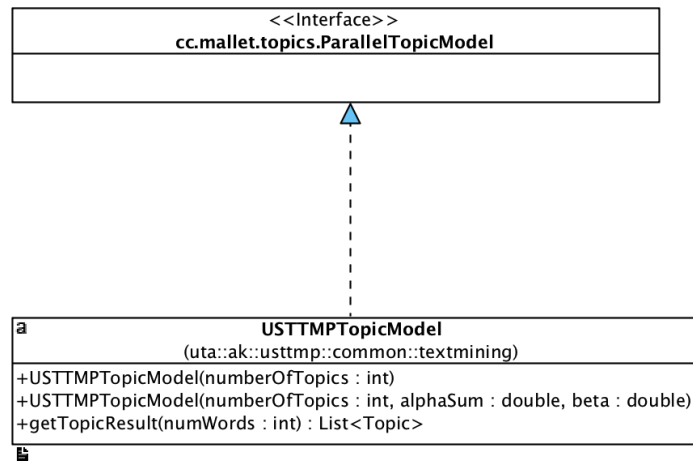 <<Interface>>
cc.mallet.topics.ParallelTopicModel
a
USTTMPTopicModel
(uta::ak::usttmp::common::textmining)
+USTTMPTopicModel(numberOfTopics : int)
+USTTMPTopicModel(numberOfTopics : int, alphaSum : double, beta : double)
+getTopicResult(numWords : int) : List<Topic>